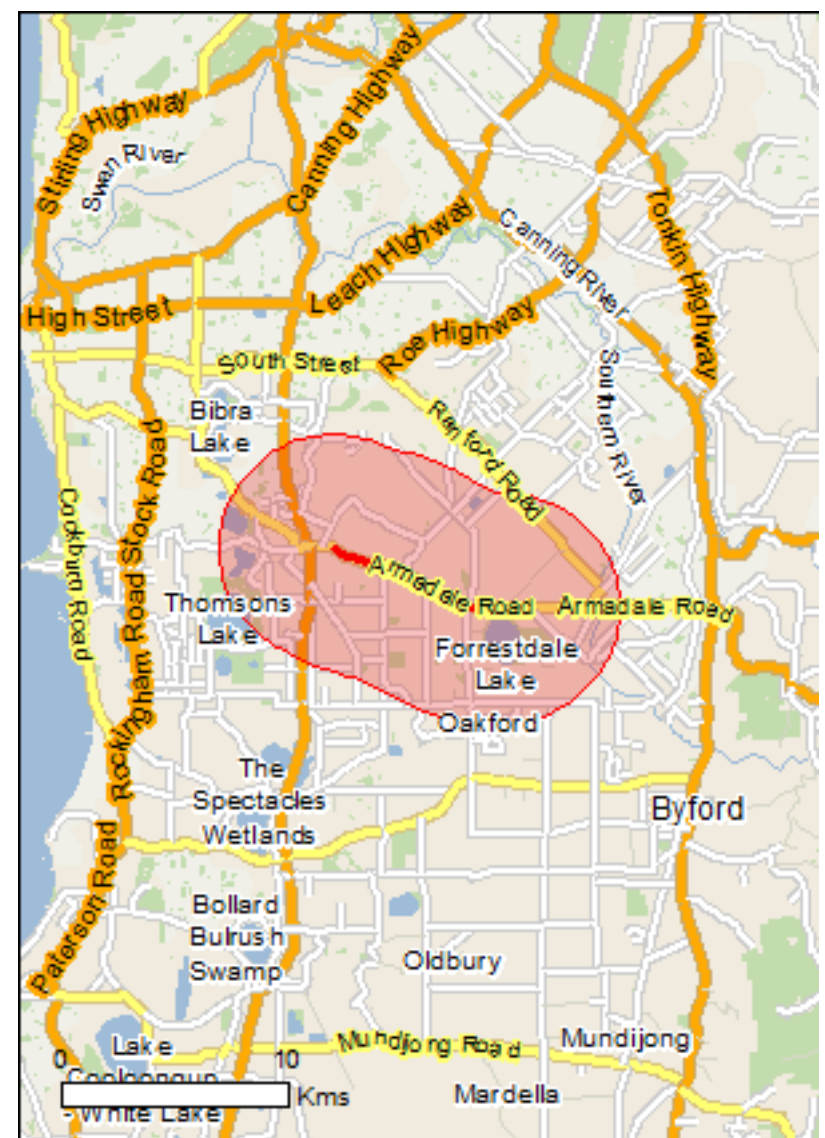 Stirling Highway
Swan River
Canning Highway
Canning River
Tonkin Highway
Leach Highway
High Street
Roe Highway
South Street
Southern River
Bibra
Lake
Ranford Road
Stock Road
Cockburn Road
Armadale Road
Armadale Road
Thomsons
Lake
Forrestdale
Lake
Oakford
Rockingham Road
The
Spectacles
Wetlands
Byford
Paterson Road
Bollard
Bulrush
Swamp
Oldbury
Mundijong Road
Mundijong
Lake
Cooloongup
- White Lake
0 10
Kms
Mardella